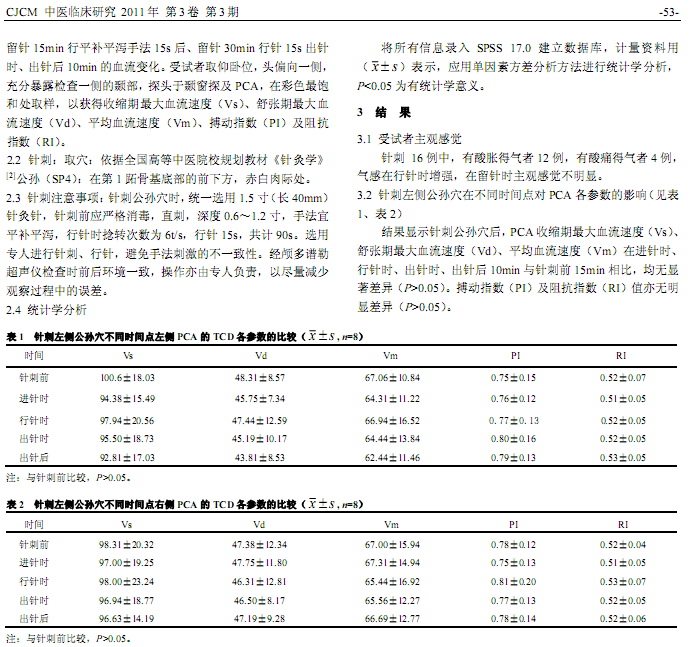 CJCM 中医临床研究 2011 年 第 3 卷 第 3 期 -53-
留针 15min 行平补平泻手法 15s 后、留针 30min 行针 15s 出针
时、出针后 10min 的血流变化。受试者取仰卧位，头偏向一侧，
充分暴露检查一侧的颞部，探头于颞窗探及 PCA，在彩色最饱
和处取样，以获得收缩期最大血流速度（Vs）、舒张期最大血
流速度（Vd）、平均血流速度（Vm）、搏动指数（PI）及阻抗
指数（RI）。
2.2 针刺：取穴：依据全国高等中医院校规划教材《针灸学》
[2]公孙（SP4）：在第 1 跖骨基底部的前下方，赤白肉际处。
2.3 针刺注意事项：针刺公孙穴时，统一选用 1.5 寸（长 40mm）
针灸针，针刺前应严格消毒，直刺，深度 0.6～1.2 寸，手法宜
平补平泻，行针时捻转次数为 6t/s，行针 15s，共计 90s。选用
专人进行针刺、行针，避免手法刺激的不一致性。经颅多谱勒
超声仪检查时前后环境一致，操作亦由专人负责，以尽量减少
观察过程中的误差。
2.4 统计学分析
将所有信息录入 SPSS 17.0 建立数据库，计量资料用
（x̄±s）表示，应用单因素方差分析方法进行统计学分析，
P<0.05 为有统计学意义。
3 结 果
3.1 受试者主观感觉
针刺 16 例中，有酸胀得气者 12 例，有酸痛得气者 4 例，
气感在行针时增强，在留针时主观感觉不明显。
3.2 针刺左侧公孙穴在不同时间点对 PCA 各参数的影响（见表
1、表 2）
结果显示针刺公孙穴后，PCA 收缩期最大血流速度（Vs）、
舒张期最大血流速度（Vd）、平均血流速度（Vm）在进针时、
行针时、出针时、出针后 10min 与针刺前 15min 相比，均无显
著差异（P>0.05）。搏动指数（PI）及阻抗指数（RI）值亦无明
显差异（P>0.05）。
表 1 针刺左侧公孙穴不同时间点左侧 PCA 的 TCD 各参数的比较（x̄±s，n=8）
时间 Vs Vd Vm PI RI
针刺前 100.6±18.03 48.31±8.57 67.06±10.84 0.75±0.15 0.52±0.07
进针时 94.38±15.49 45.75±7.34 64.31±11.22 0.76±0.12 0.51±0.05
行针时 97.94±20.56 47.44±12.59 66.94±16.52 0.77±0.13 0.52±0.05
出针时 95.50±18.73 45.19±10.17 64.44±13.84 0.80±0.16 0.52±0.05
出针后 92.81±17.03 43.81±8.53 62.44±11.46 0.79±0.13 0.53±0.05
注：与针刺前比较，P>0.05。
表 2 针刺左侧公孙穴不同时间点右侧 PCA 的 TCD 各参数的比较（x̄±s，n=8）
时间 Vs Vd Vm PI RI
针刺前 98.31±20.32 47.38±12.34 67.00±15.94 0.78±0.12 0.52±0.04
进针时 97.00±19.25 47.75±11.80 67.31±14.94 0.75±0.13 0.51±0.05
行针时 98.00±23.24 46.31±12.81 65.44±16.92 0.81±0.20 0.53±0.07
出针时 96.94±18.77 46.50±8.17 65.56±12.27 0.77±0.13 0.52±0.05
出针后 96.63±14.19 47.19±9.28 66.69±12.77 0.78±0.14 0.52±0.06
注：与针刺前比较，P>0.05。